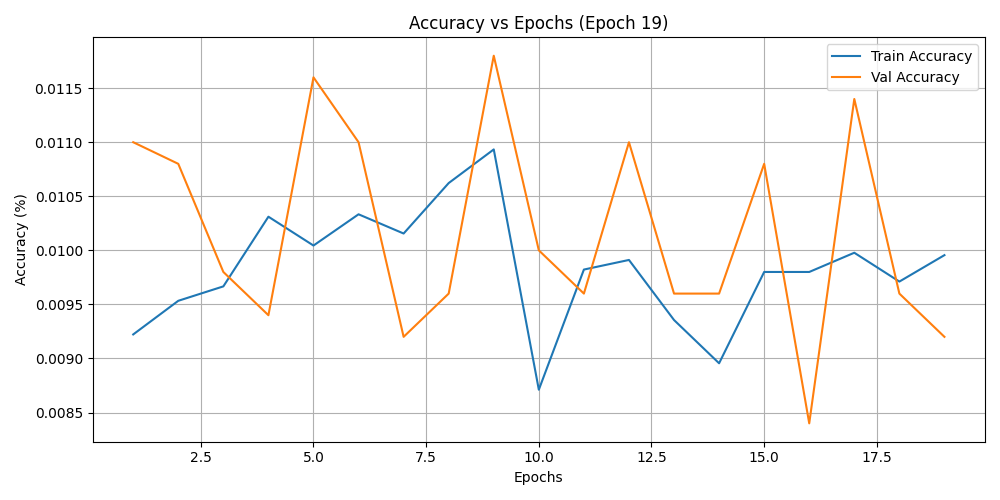 Accuracy vs Epochs (Epoch 19)
Train Accuracy
Val Accuracy
0.0115
0.0110
0.0105
0.0100
0.0095
0.0090
0.0085
Accuracy (%)
2.5 5.0 7.5 10.0 12.5 15.0 17.5
Epochs